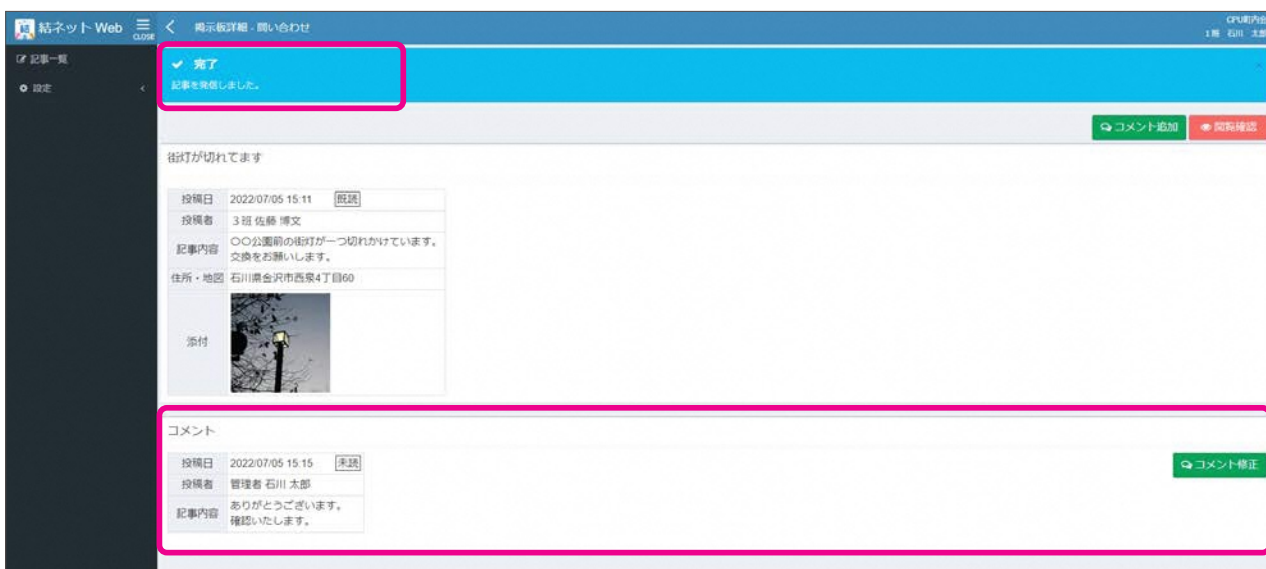 結ネット Web
CLOSE
掲示板詳細 - 問い合わせ
CPU町内会
1班 石川 太郎
記事一覧
設定
完了
記事を発信しました。
コメント追加
閲覧確認
街灯が切れてます
投稿日 2022/07/05 15:11 既読
投稿者 3班 佐藤 博文
記事内容 〇〇公園前の街灯が一つ切れかけています。
交換をお願いします。
住所・地図 石川県金沢市西泉4丁目60
添付
コメント
投稿日 2022/07/05 15:15 未読
コメント修正
投稿者 管理者 石川 太郎
記事内容 ありがとうございます。
確認いたします。